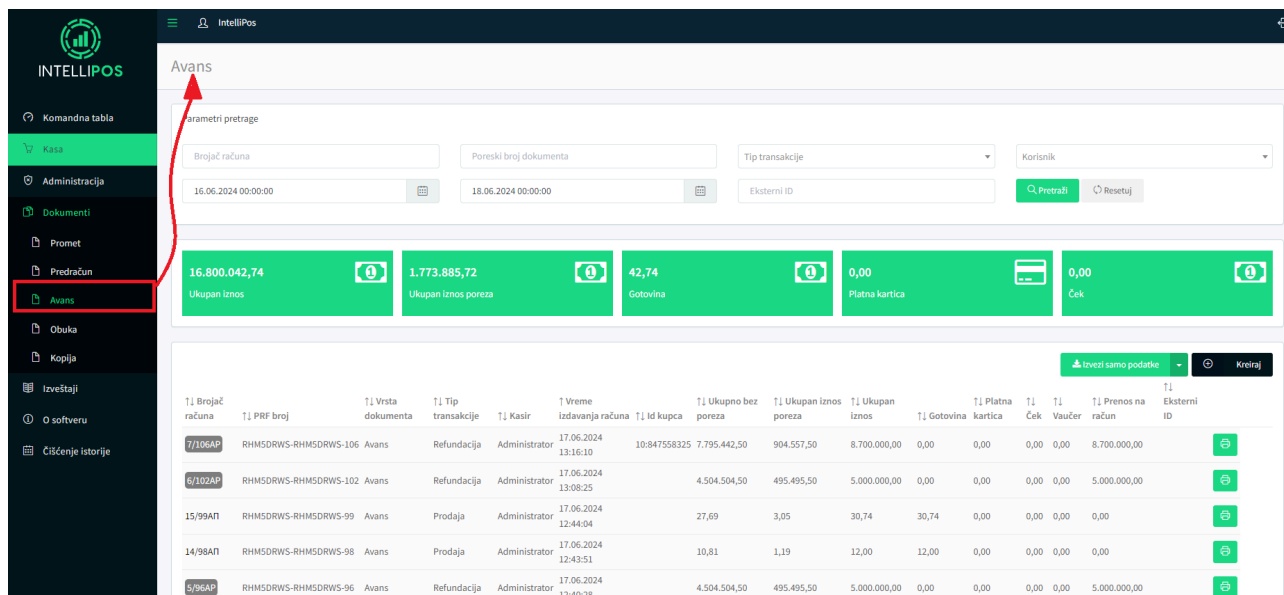 INTELLIPOS
IntelliPos
Avans
Komandna tabla
Kasa
Administracija
Dokumenti
Promet
Predračun
Avans
Obuka
Kopija
Izveštaji
O softveru
Čišćenje istorije
Parametri pretrage
Brojač računa
Poreski broj dokumenta
Tip transakcije
Korisnik
16.06.2024 00:00:00
18.06.2024 00:00:00
Eksterni ID
Pretraži
Resetuj
16.800.042,74
Ukupan iznos
1.773.885,72
Ukupan iznos poreza
42,74
Gotovina
0,00
Platna kartica
0,00
Ček
Izvezi samo podatke
Kreiraj
Brojač računa PRF broj Vrsta dokumenta Tip transakcije Kasir Vreme izdavanja računa Id kupca Ukupno bez poreza Ukupan iznos poreza Ukupan iznos Gotovina Platna kartica Ček Vaučer Prenos na račun Eksterni ID
7/106AP RHM5DRWS-RHM5DRWS-106 Avans Refundacija Administrator 17.06.2024 13:16:10 10:847558325 7.795.442,50 904.557,50 8.700.000,00 0,00 0,00 0,00 0,00 8.700.000,00
6/102AP RHM5DRWS-RHM5DRWS-102 Avans Refundacija Administrator 17.06.2024 13:08:25 4.504.504,50 495.495,50 5.000.000,00 0,00 0,00 0,00 0,00 5.000.000,00
15/99АП RHM5DRWS-RHM5DRWS-99 Avans Prodaja Administrator 17.06.2024 12:44:04 27,69 3,05 30,74 30,74 0,00 0,00 0,00 0,00
14/98АП RHM5DRWS-RHM5DRWS-98 Avans Prodaja Administrator 17.06.2024 12:43:51 10,81 1,19 12,00 12,00 0,00 0,00 0,00 0,00
5/96AP RHM5DRWS-RHM5DRWS-96 Avans Refundacija Administrator 17.06.2024 4.504.504,50 495.495,50 5.000.000,00 0,00 0,00 0,00 0,00 5.000.000,00